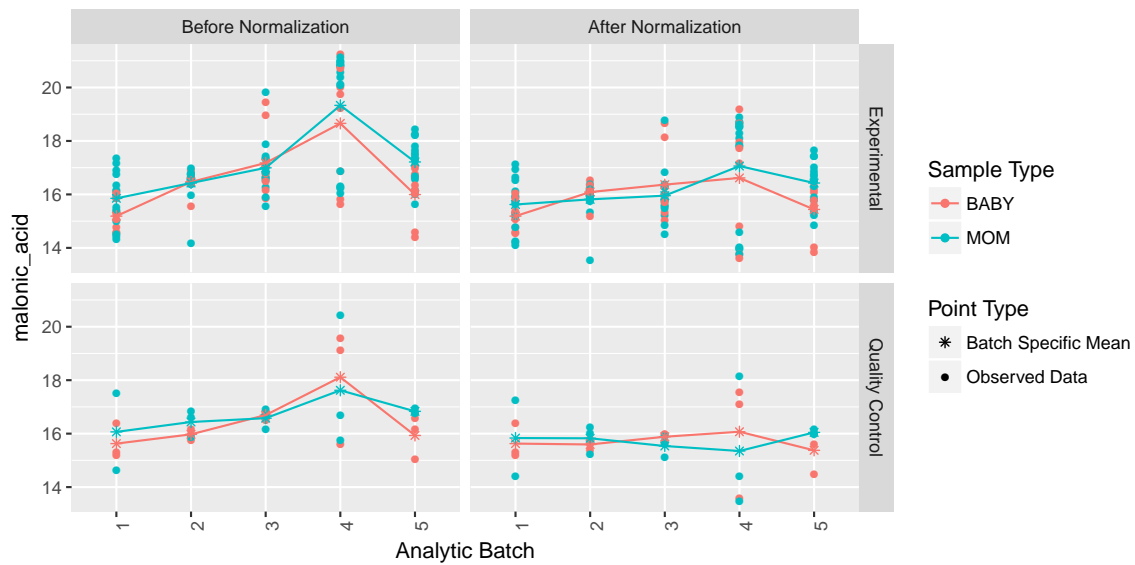 Before Normalization
After Normalization
malonic_acid
20
18
16
14
Experimental
20
18
16
14
Quality Control
1
2
3
4
5
1
2
3
4
5
Analytic Batch
Sample Type
BABY
MOM
Point Type
Batch Specific Mean
Observed Data